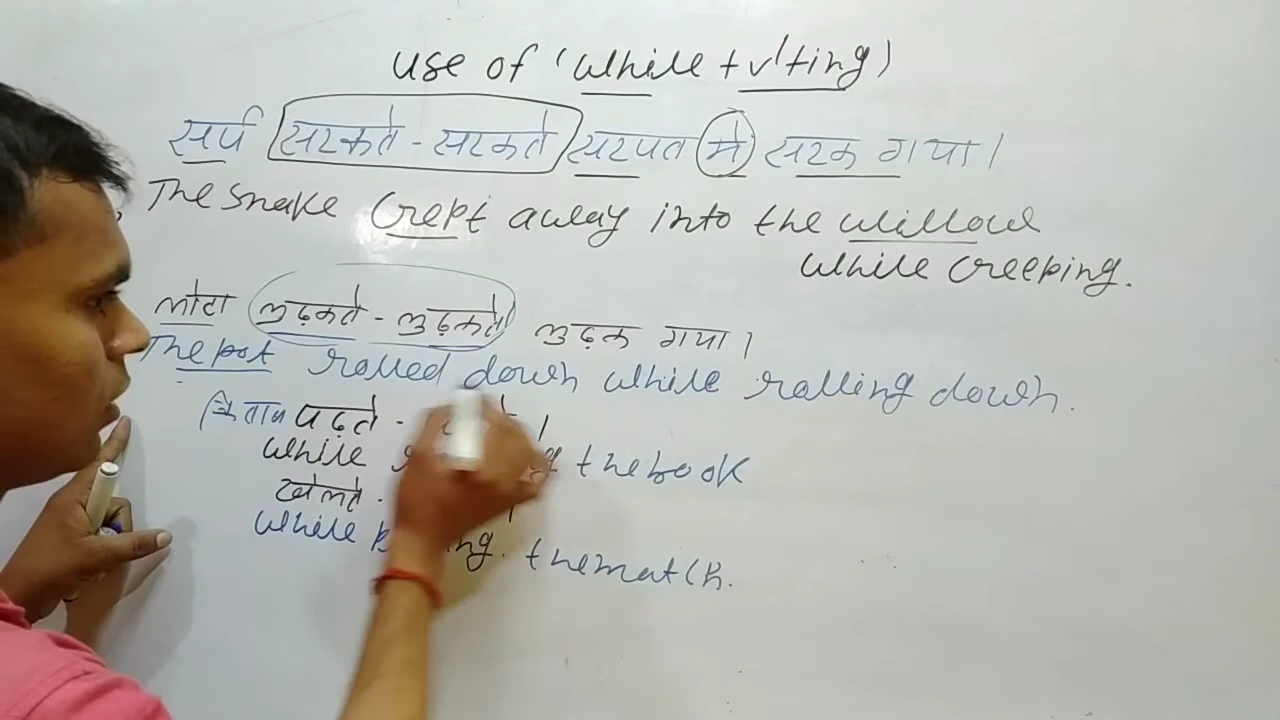 use of 'while + v1+ing)
सर्प सरकते - सरकते सरपत मे सरक गया।
The snake crept away into the willow
while creeping.
लोटा लुढ़कते - लुढ़कते लुढ़क गया।
The pot rolled down while rolling down.
किताब पढ़ते -
while the book
खेलते -
while the match.